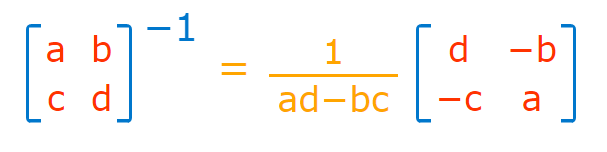 [a b; c d]⁻¹ = 1/(ad−bc) [d −b; −c a]